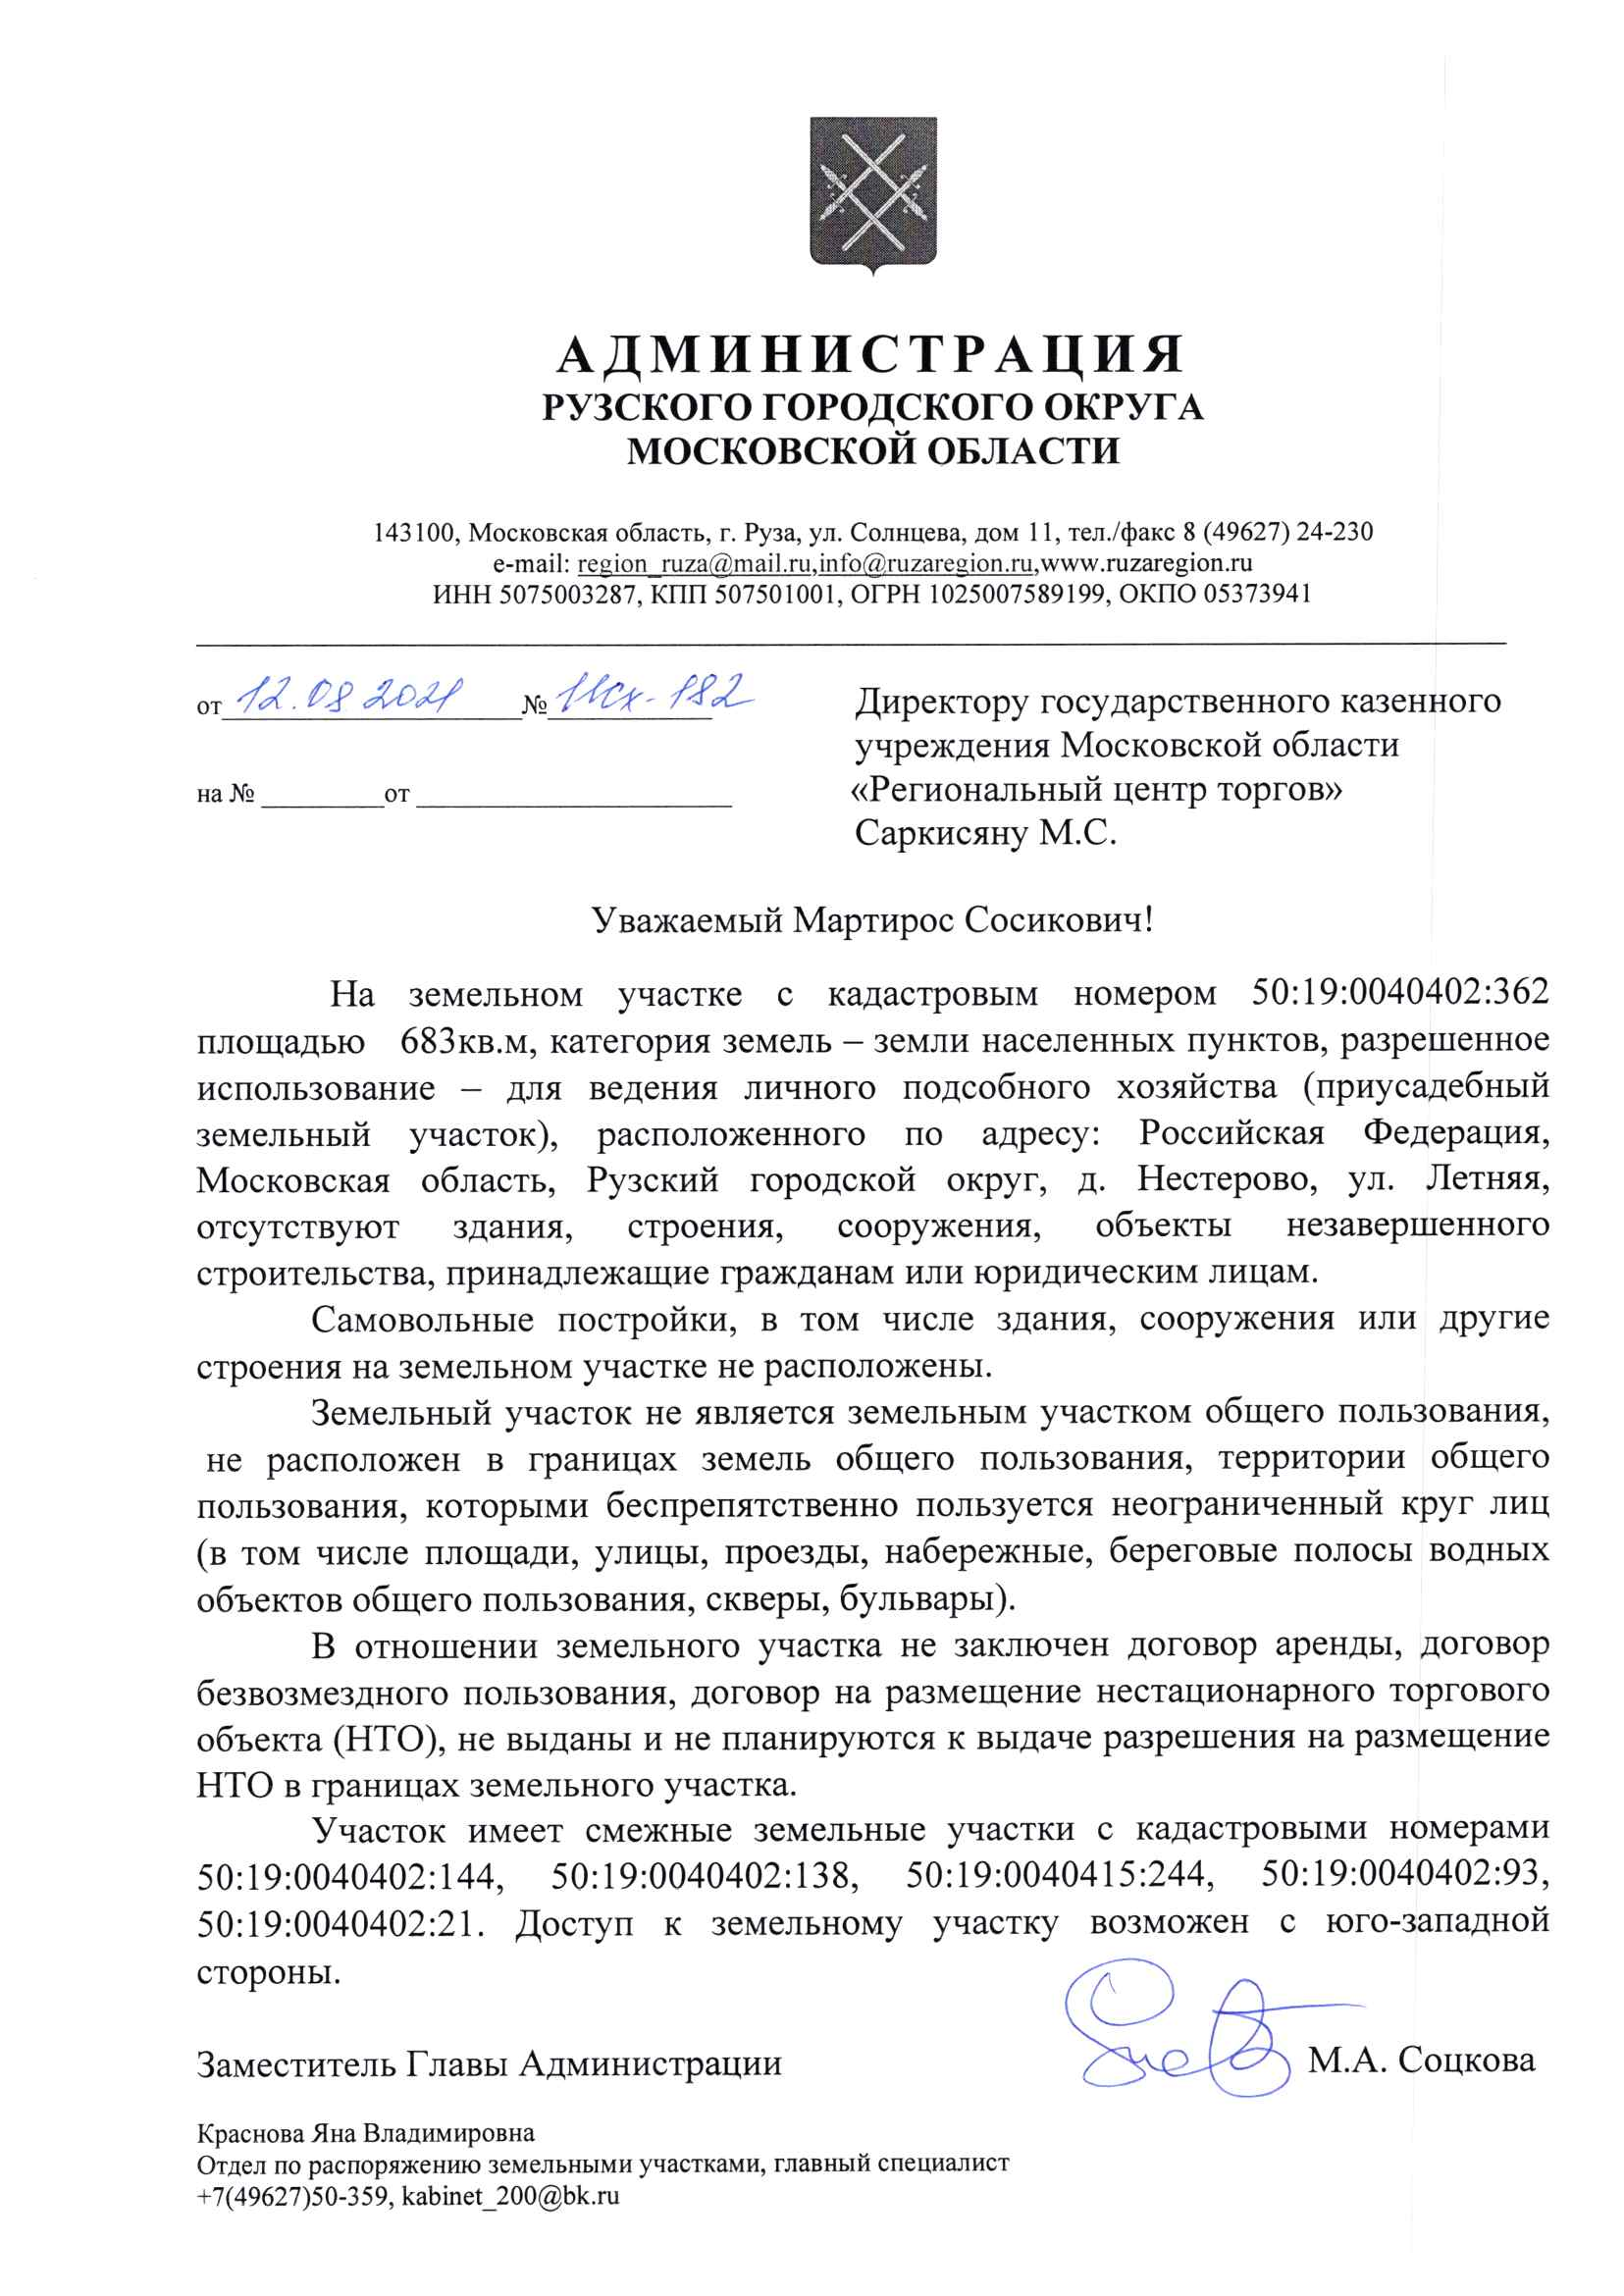 АДМИНИСТРАЦИЯ
РУЗСКОГО ГОРОДСКОГО ОКРУГА
МОСКОВСКОЙ ОБЛАСТИ
143100, Московская область, г. Руза, ул. Солнцева, дом 11, тел./факс 8 (49627) 24-230
e-mail: region_ruza@mail.ru,info@ruzaregion.ru,www.ruzaregion.ru
ИНН 5075003287, КПП 507501001, ОГРН 1025007589199, ОКПО 05373941
от 12.08 2021 № 11Сх-182
на № от
Директору государственного казенного
учреждения Московской области
«Региональный центр торгов»
Саркисяну М.С.
Уважаемый Мартирос Сосикович!
На земельном участке с кадастровым номером 50:19:0040402:362
площадью 683кв.м, категория земель – земли населенных пунктов, разрешенное
использование – для ведения личного подсобного хозяйства (приусадебный
земельный участок), расположенного по адресу: Российская Федерация,
Московская область, Рузский городской округ, д. Нестерово, ул. Летняя,
отсутствуют здания, строения, сооружения, объекты незавершенного
строительства, принадлежащие гражданам или юридическим лицам.
Самовольные постройки, в том числе здания, сооружения или другие
строения на земельном участке не расположены.
Земельный участок не является земельным участком общего пользования,
не расположен в границах земель общего пользования, территории общего
пользования, которыми беспрепятственно пользуется неограниченный круг лиц
(в том числе площади, улицы, проезды, набережные, береговые полосы водных
объектов общего пользования, скверы, бульвары).
В отношении земельного участка не заключен договор аренды, договор
безвозмездного пользования, договор на размещение нестационарного торгового
объекта (НТО), не выданы и не планируются к выдаче разрешения на размещение
НТО в границах земельного участка.
Участок имеет смежные земельные участки с кадастровыми номерами
50:19:0040402:144, 50:19:0040402:138, 50:19:0040415:244, 50:19:0040402:93,
50:19:0040402:21. Доступ к земельному участку возможен с юго-западной
стороны.
Заместитель Главы Администрации М.А. Соцкова
Краснова Яна Владимировна
Отдел по распоряжению земельными участками, главный специалист
+7(49627)50-359, kabinet_200@bk.ru